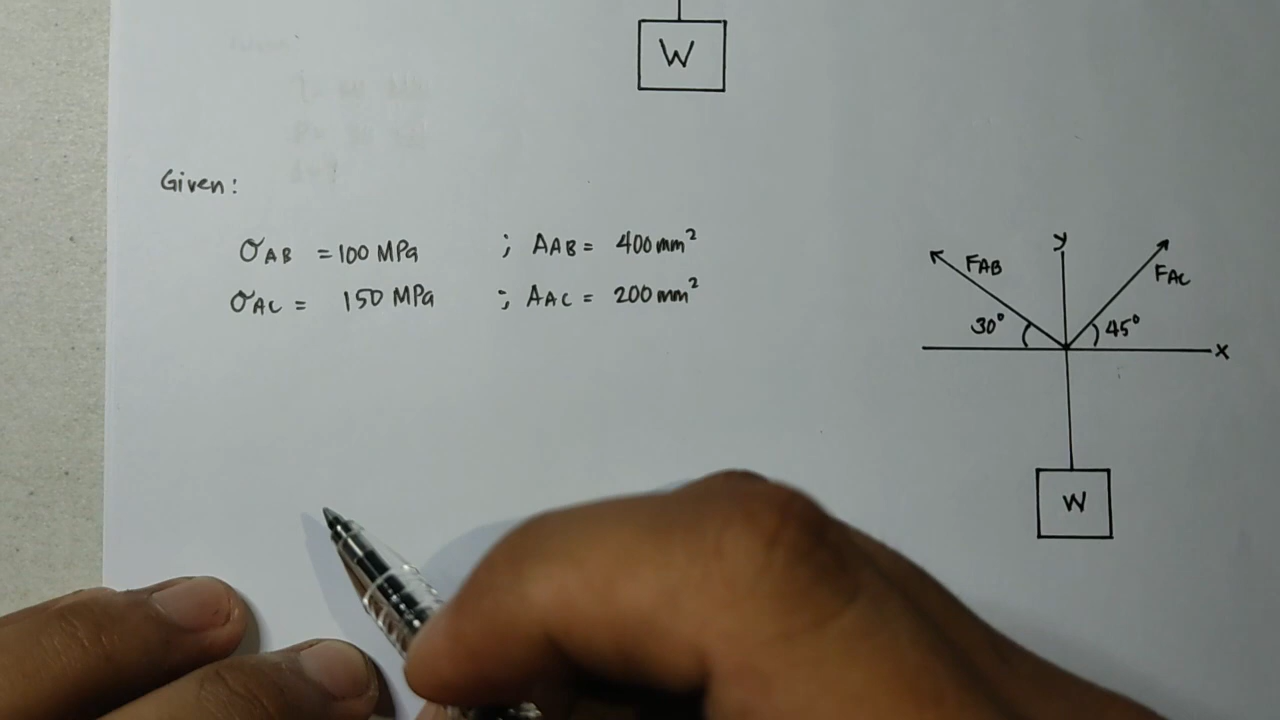 W
Given:
σAB = 100 MPa ; AAB = 400 mm²
σAC = 150 MPa ; AAC = 200 mm²
y
FAB
FAC
30°
45°
x
W